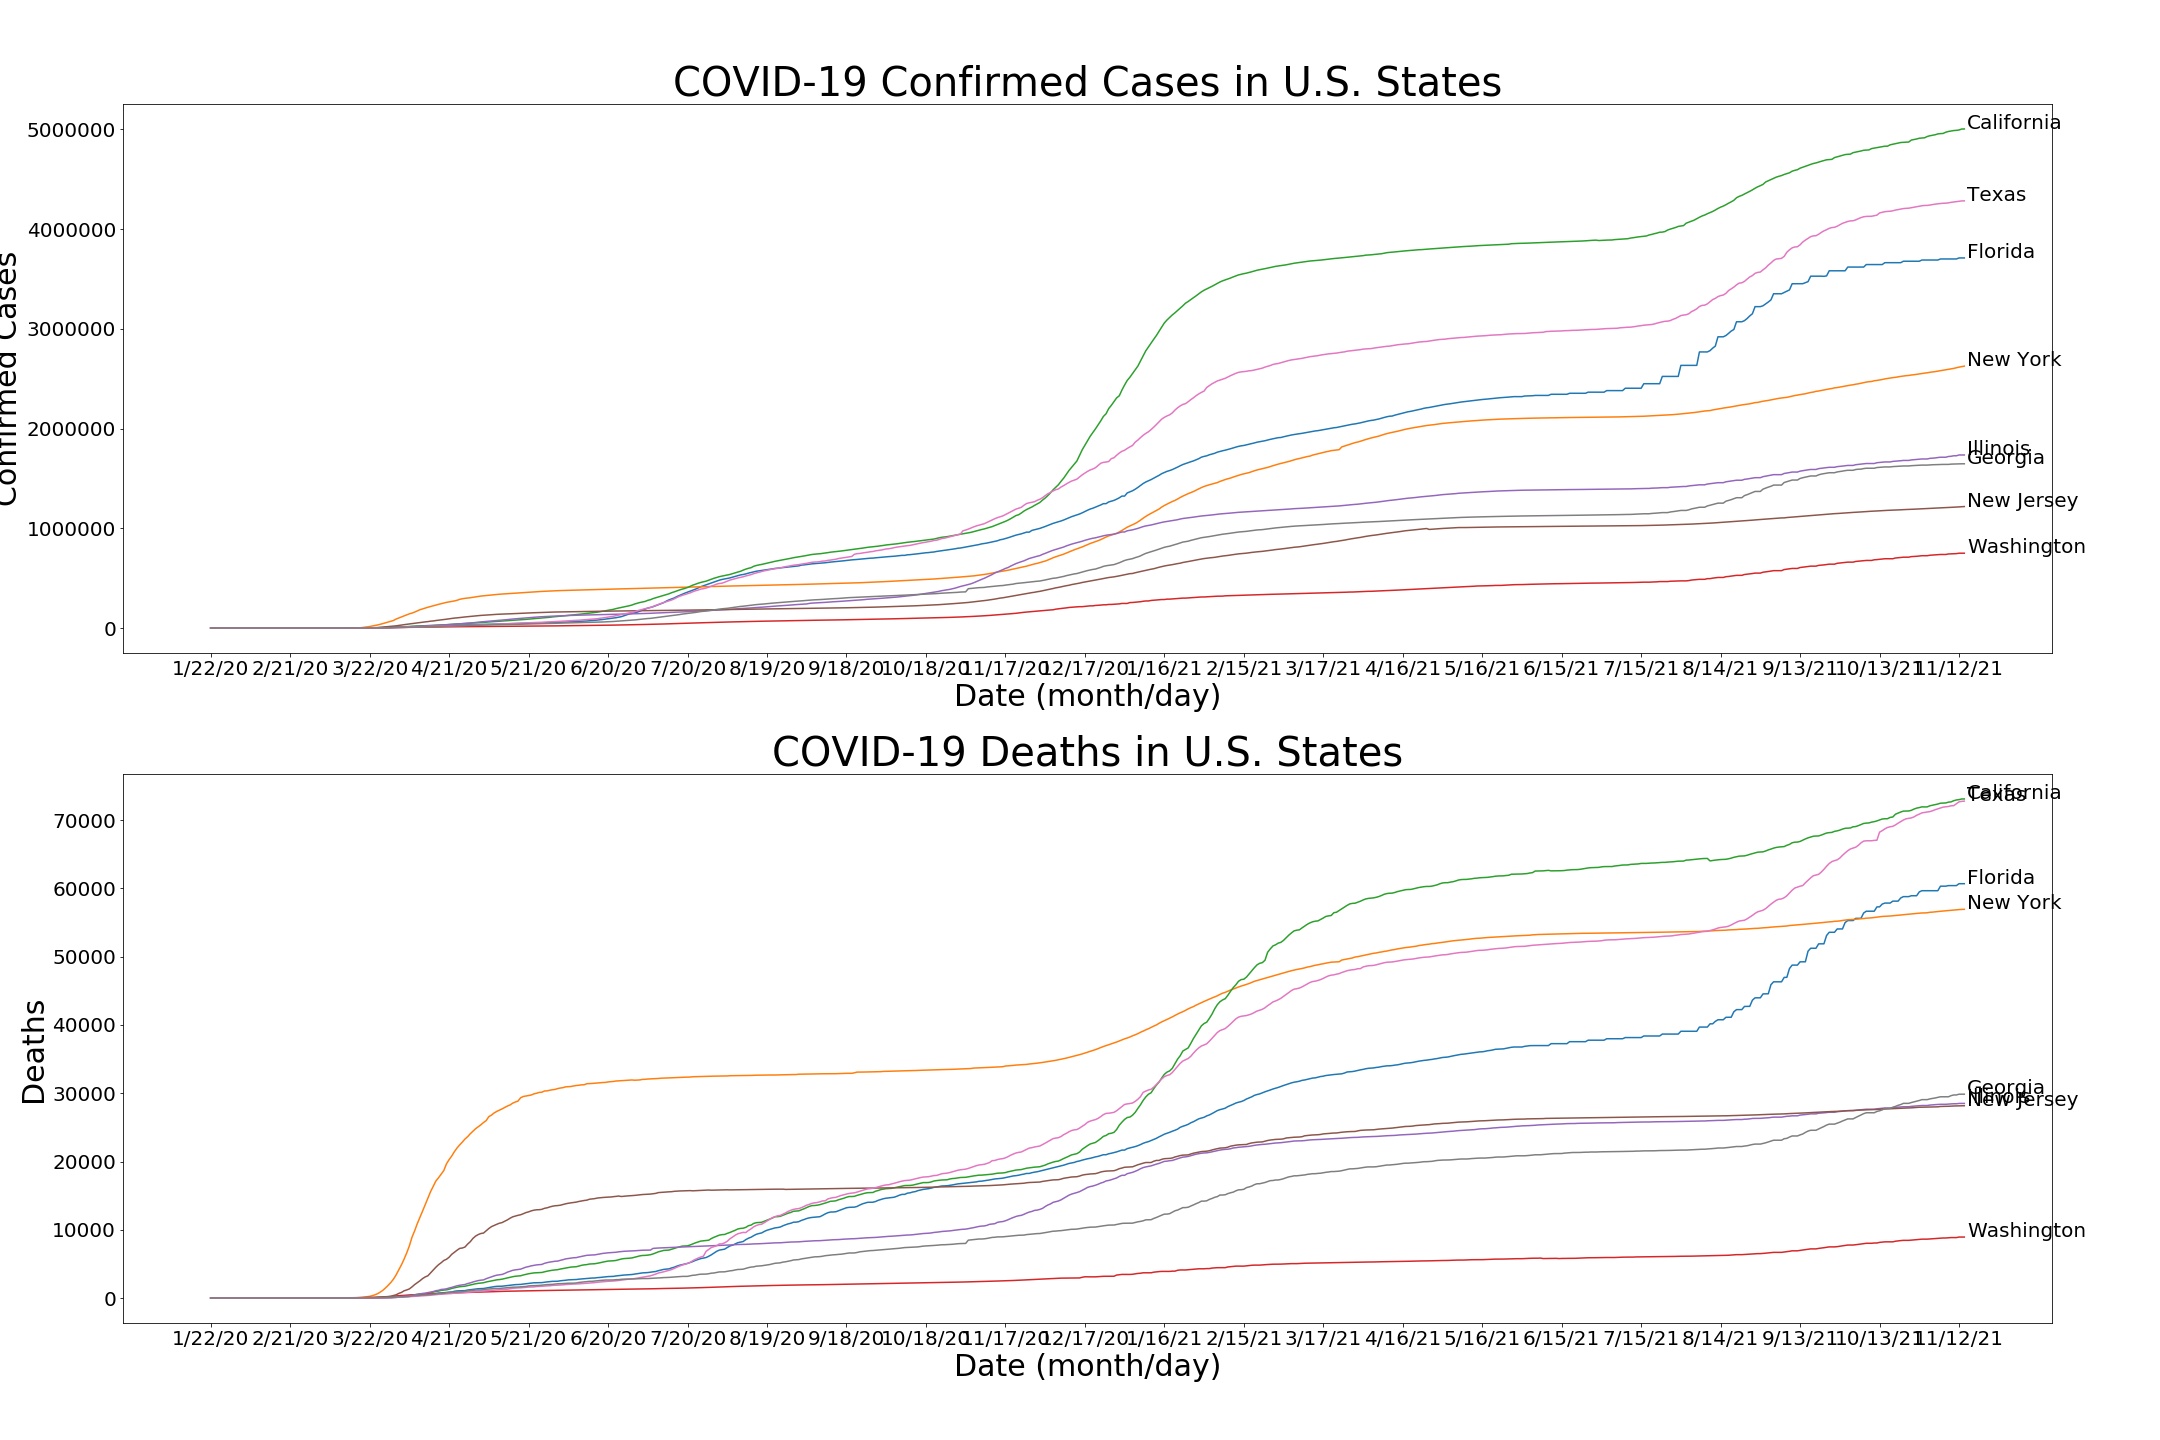 COVID-19 Confirmed Cases in U.S. States
Confirmed Cases
5000000
4000000
3000000
2000000
1000000
0
California
Texas
Florida
New York
Illinois
Georgia
New Jersey
Washington
1/22/20 2/21/20 3/22/20 4/21/20 5/21/20 6/20/20 7/20/20 8/19/20 9/18/20 10/18/20 11/17/20 12/17/20 1/16/21 2/15/21 3/17/21 4/16/21 5/16/21 6/15/21 7/15/21 8/14/21 9/13/21 10/13/21 11/12/21
Date (month/day)
COVID-19 Deaths in U.S. States
Deaths
70000
60000
50000
40000
30000
20000
10000
0
California
Texas
Florida
New York
Georgia
Illinois
New Jersey
Washington
1/22/20 2/21/20 3/22/20 4/21/20 5/21/20 6/20/20 7/20/20 8/19/20 9/18/20 10/18/20 11/17/20 12/17/20 1/16/21 2/15/21 3/17/21 4/16/21 5/16/21 6/15/21 7/15/21 8/14/21 9/13/21 10/13/21 11/12/21
Date (month/day)